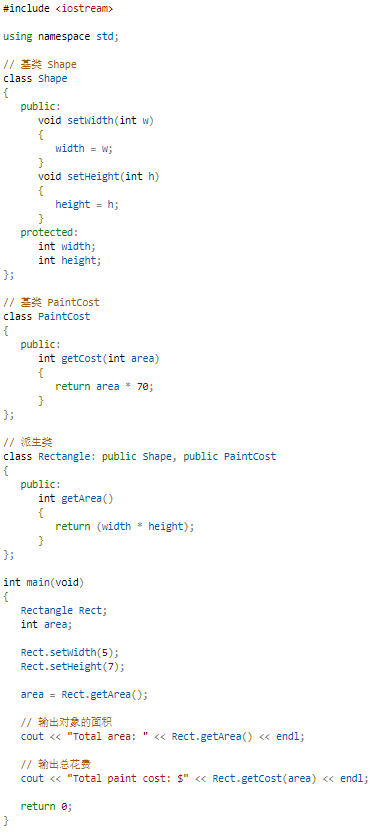 #include <iostream>
using namespace std;
// 基类 Shape
class Shape
{
public:
void setWidth(int w)
{
width = w;
}
void setHeight(int h)
{
height = h;
}
protected:
int width;
int height;
};
// 基类 PaintCost
class PaintCost
{
public:
int getCost(int area)
{
return area * 70;
}
};
// 派生类
class Rectangle: public Shape, public PaintCost
{
public:
int getArea()
{
return (width * height);
}
};
int main(void)
{
Rectangle Rect;
int area;
Rect.setWidth(5);
Rect.setHeight(7);
area = Rect.getArea();
// 输出对象的面积
cout << "Total area: " << Rect.getArea() << endl;
// 输出总花费
cout << "Total paint cost: $" << Rect.getCost(area) << endl;
return 0;
}